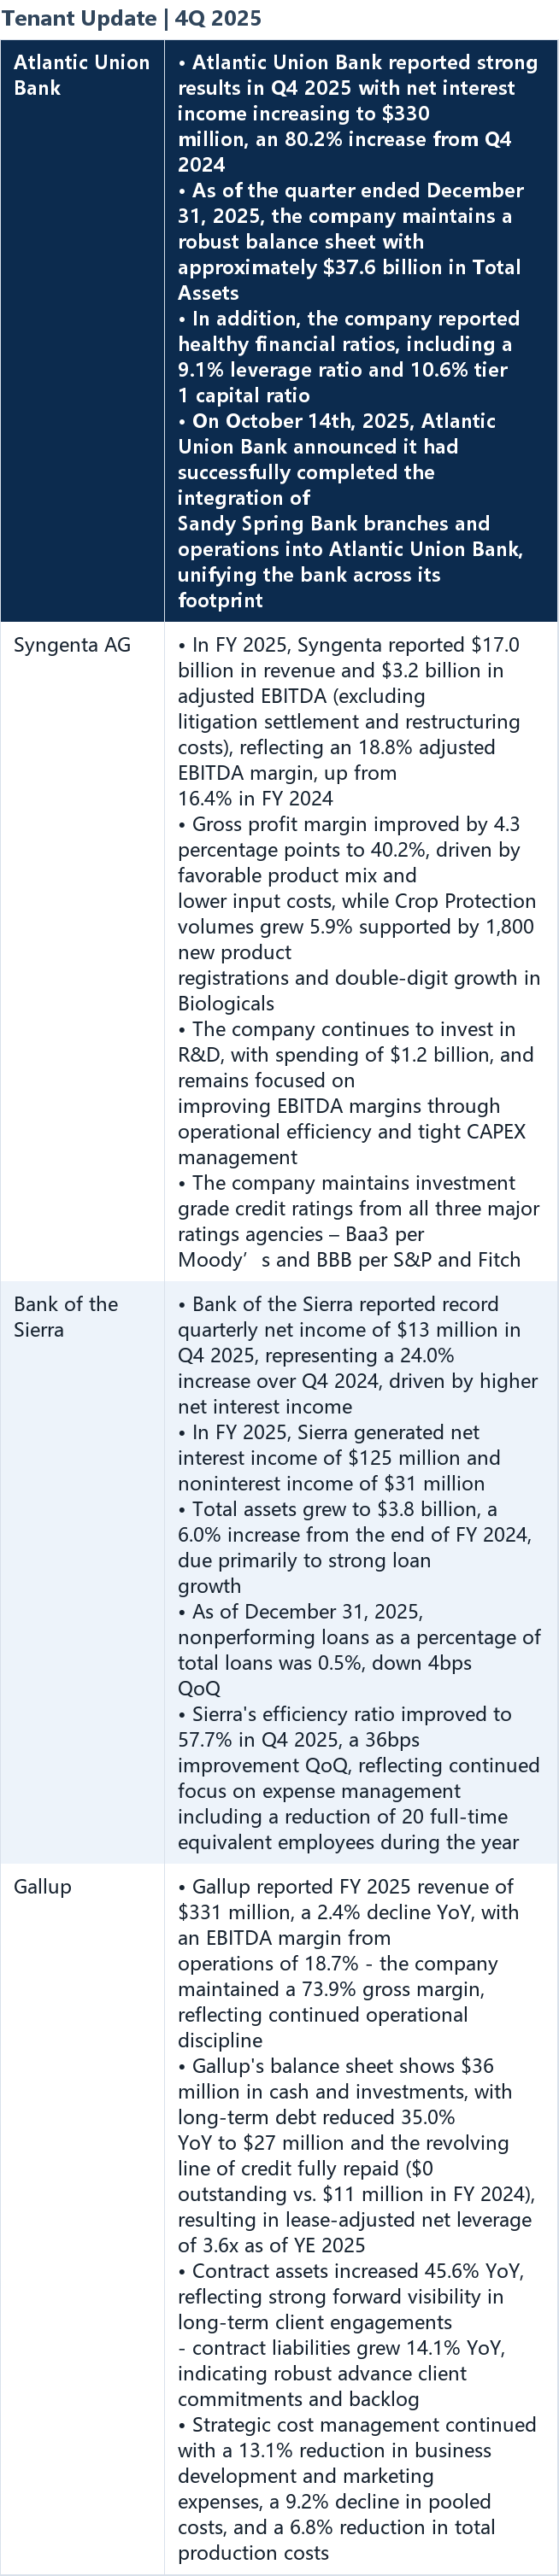 Tenant Update | 4Q 2025
Atlantic Union
Bank
• Atlantic Union Bank reported strong
results in Q4 2025 with net interest
income increasing to $330
million, an 80.2% increase from Q4
2024
• As of the quarter ended December
31, 2025, the company maintains a
robust balance sheet with
approximately $37.6 billion in Total
Assets
• In addition, the company reported
healthy financial ratios, including a
9.1% leverage ratio and 10.6% tier
1 capital ratio
• On October 14th, 2025, Atlantic
Union Bank announced it had
successfully completed the
integration of
Sandy Spring Bank branches and
operations into Atlantic Union Bank,
unifying the bank across its
footprint
Syngenta AG
• In FY 2025, Syngenta reported $17.0
billion in revenue and $3.2 billion in
adjusted EBITDA (excluding
litigation settlement and restructuring
costs), reflecting an 18.8% adjusted
EBITDA margin, up from
16.4% in FY 2024
• Gross profit margin improved by 4.3
percentage points to 40.2%, driven by
favorable product mix and
lower input costs, while Crop Protection
volumes grew 5.9% supported by 1,800
new product
registrations and double-digit growth in
Biologicals
• The company continues to invest in
R&D, with spending of $1.2 billion, and
remains focused on
improving EBITDA margins through
operational efficiency and tight CAPEX
management
• The company maintains investment
grade credit ratings from all three major
ratings agencies – Baa3 per
Moody’s and BBB per S&P and Fitch
Bank of the
Sierra
• Bank of the Sierra reported record
quarterly net income of $13 million in
Q4 2025, representing a 24.0%
increase over Q4 2024, driven by higher
net interest income
• In FY 2025, Sierra generated net
interest income of $125 million and
noninterest income of $31 million
• Total assets grew to $3.8 billion, a
6.0% increase from the end of FY 2024,
due primarily to strong loan
growth
• As of December 31, 2025,
nonperforming loans as a percentage of
total loans was 0.5%, down 4bps
QoQ
• Sierra's efficiency ratio improved to
57.7% in Q4 2025, a 36bps
improvement QoQ, reflecting continued
focus on expense management
including a reduction of 20 full-time
equivalent employees during the year
Gallup
• Gallup reported FY 2025 revenue of
$331 million, a 2.4% decline YoY, with
an EBITDA margin from
operations of 18.7% - the company
maintained a 73.9% gross margin,
reflecting continued operational
discipline
• Gallup's balance sheet shows $36
million in cash and investments, with
long-term debt reduced 35.0%
YoY to $27 million and the revolving
line of credit fully repaid ($0
outstanding vs. $11 million in FY 2024),
resulting in lease-adjusted net leverage
of 3.6x as of YE 2025
• Contract assets increased 45.6% YoY,
reflecting strong forward visibility in
long-term client engagements
- contract liabilities grew 14.1% YoY,
indicating robust advance client
commitments and backlog
• Strategic cost management continued
with a 13.1% reduction in business
development and marketing
expenses, a 9.2% decline in pooled
costs, and a 6.8% reduction in total
production costs